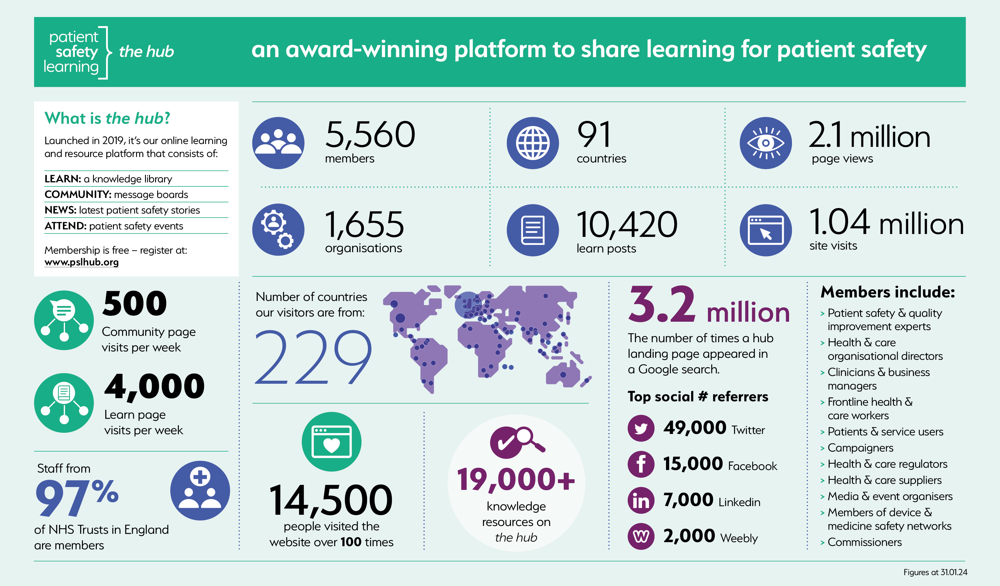 patient
safety
learning
the hub
an award-winning platform to share learning for patient safety
What is the hub?
Launched in 2019, it’s our online learning
and resource platform that consists of:
LEARN: a knowledge library
COMMUNITY: message boards
NEWS: latest patient safety stories
ATTEND: patient safety events
Membership is free – register at:
www.pslhub.org
5,560
members
91
countries
2.1 million
page views
1,655
organisations
10,420
learn posts
1.04 million
site visits
500
Community page
visits per week
4,000
Learn page
visits per week
Staff from
97%
of NHS Trusts in England
are members
Number of countries
our visitors are from:
229
14,500
people visited the
website over 100 times
19,000+
knowledge
resources on
the hub
3.2 million
The number of times a hub
landing page appeared in
a Google search.
Top social # referrers
49,000 Twitter
15,000 Facebook
7,000 Linkedin
2,000 Weebly
Members include:
> Patient safety & quality
improvement experts
> Health & care
organisational directors
> Clinicians & business
managers
> Frontline health &
care workers
> Patients & service users
> Campaigners
> Health & care regulators
> Health & care suppliers
> Media & event organisers
> Members of device &
medicine safety networks
> Commissioners
Figures at 31.01.24